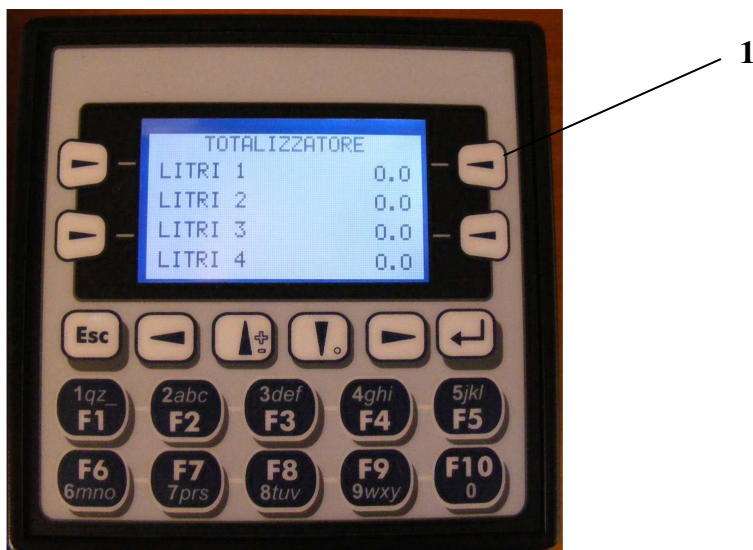 1
TOTALIZZATORE
LITRI 1 0.0
LITRI 2 0.0
LITRI 3 0.0
LITRI 4 0.0
Esc + - .
1qz_ 2abc 3def 4ghi 5jkl
F1 F2 F3 F4 F5
F6 F7 F8 F9 F10
6mno 7prs 8tuv 9wxy 0